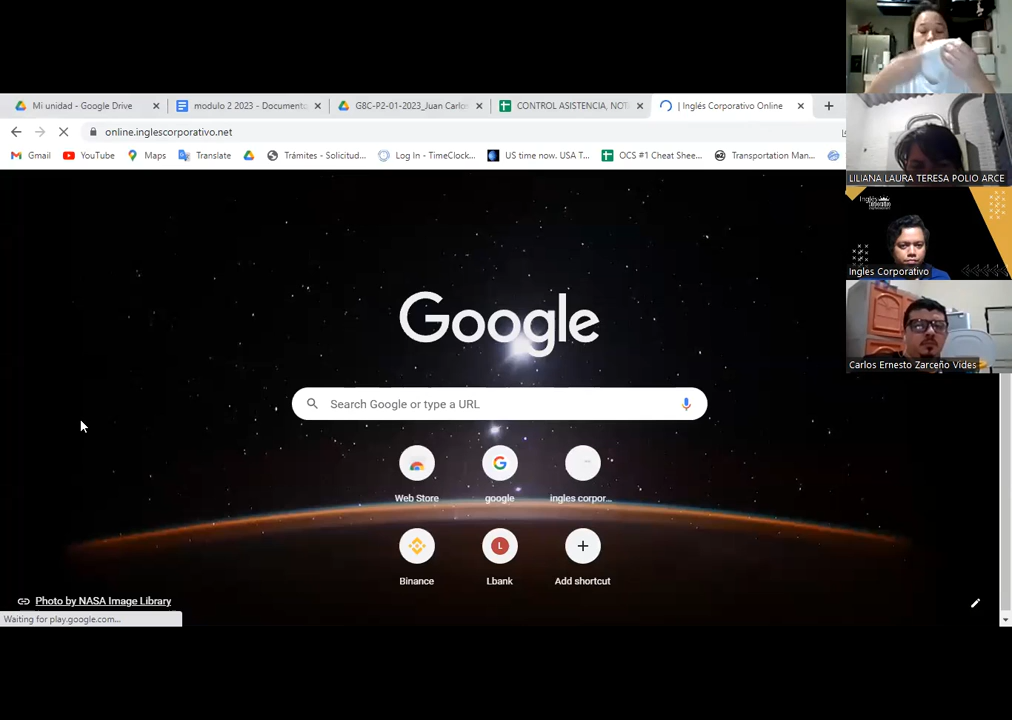 Mi unidad - Google Drive
modulo 2 2023 - Documento
G8C-P2-01-2023_Juan Carlos
CONTROL ASISTENCIA, NOT
| Inglés Corporativo Online
online.inglescorporativo.net
Gmail
YouTube
Maps
Translate
Trámites - Solicitud...
Log In - TimeClock...
US time now. USA T...
OCS #1 Cheat Shee...
Transportation Man...
LILIANA LAURA TERESA POLIO ARCE
Inglés
Ingles Corporativo
Carlos Ernesto Zarceño Vides
Google
Search Google or type a URL
Web Store
google
ingles corpor...
Binance
L
Lbank
Add shortcut
Photo by NASA Image Library
Waiting for play.google.com...